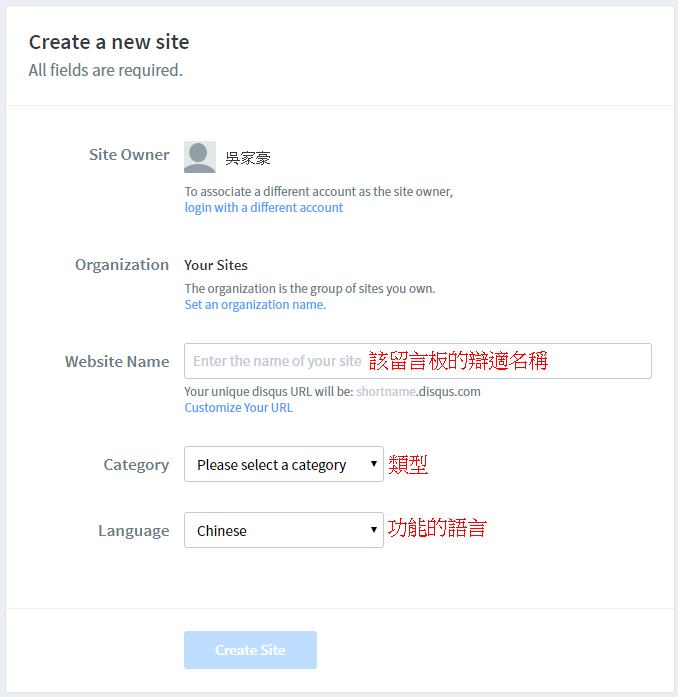 Create a new site
All fields are required.
Site Owner
吳家豪
To associate a different account as the site owner,
login with a different account
Organization
Your Sites
The organization is the group of sites you own.
Set an organization name.
Website Name
Enter the name of your site 該留言板的辯適名稱
Your unique disqus URL will be: shortname.disqus.com
Customize Your URL
Category
Please select a category
類型
Language
Chinese
功能的語言
Create Site